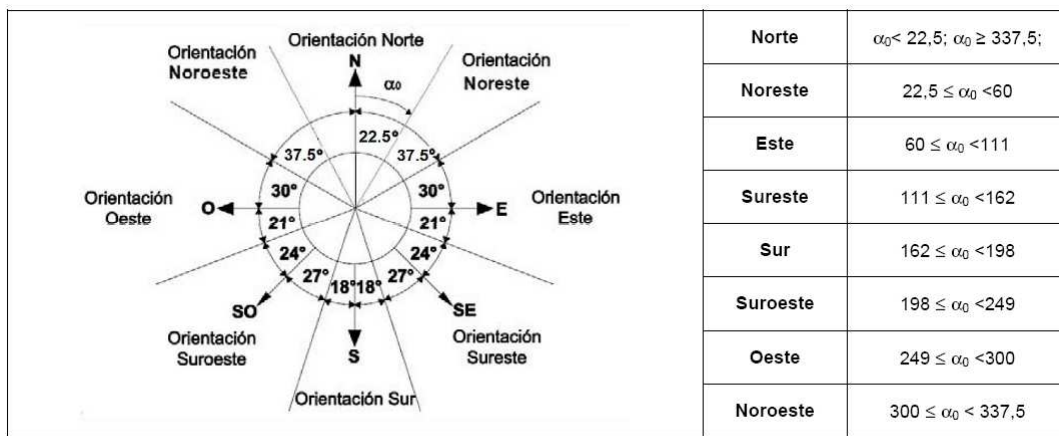 Orientación Norte
N
Orientación
Noroeste
Orientación
Noreste
α₀
22.5°
37.5°
37.5°
30°
30°
Orientación
Oeste
O
E
Orientación
Este
21°
21°
24°
24°
27°
18°
18°
27°
SO
SE
Orientación
Suroeste
S
Orientación
Sureste
Orientación Sur
Norte α₀< 22,5; α₀ ≥ 337,5;
Noreste 22,5 ≤ α₀ <60
Este 60 ≤ α₀ <111
Sureste 111 ≤ α₀ <162
Sur 162 ≤ α₀ <198
Suroeste 198 ≤ α₀ <249
Oeste 249 ≤ α₀ <300
Noroeste 300 ≤ α₀ < 337,5